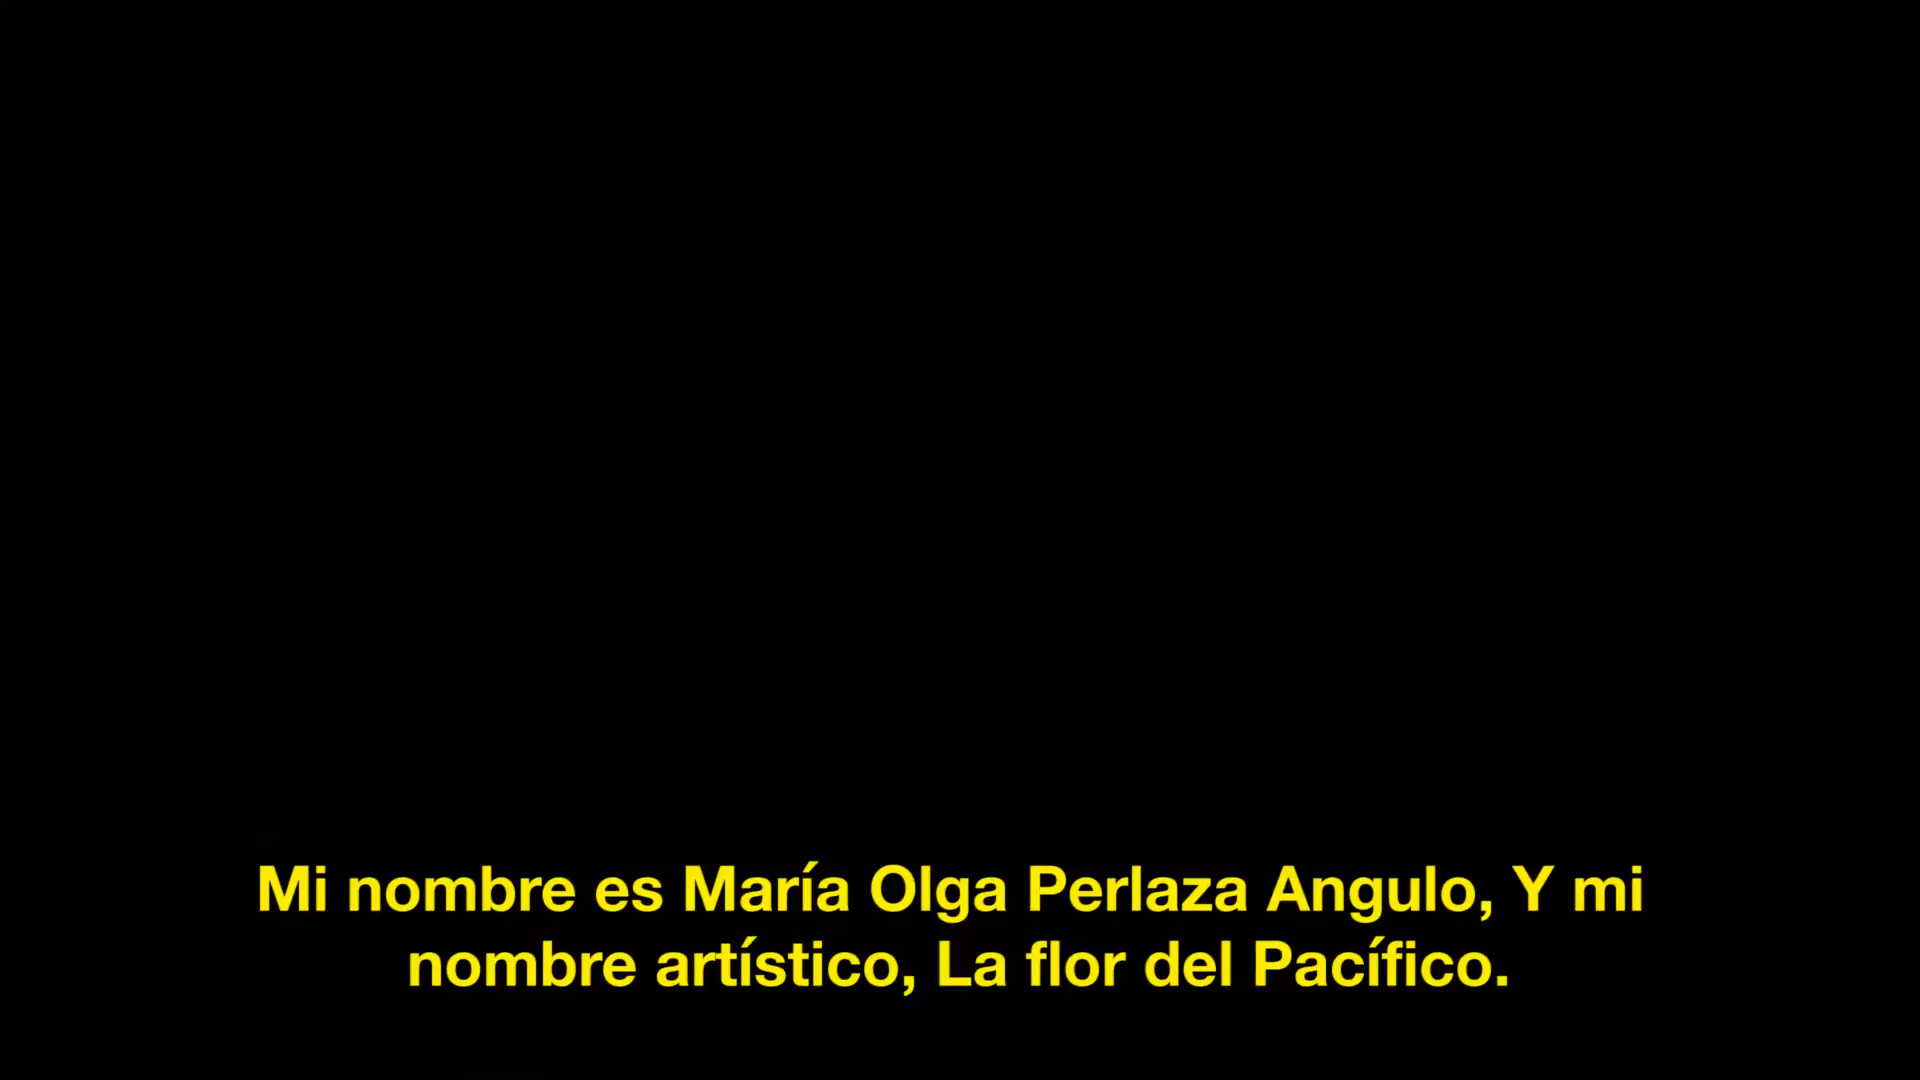 Mi nombre es María Olga Perlaza Angulo, Y mi
nombre artístico, La flor del Pacífico.